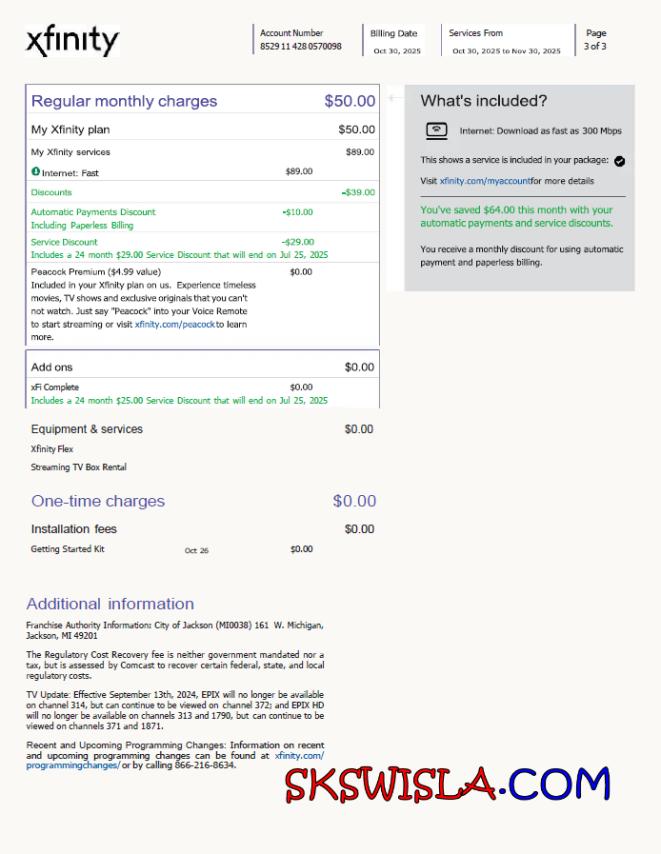 xfinity
Account Number
8529 11 428 0570098
Billing Date
Oct 30, 2025
Services From
Oct 30, 2025 to Nov 30, 2025
Page
3 of 3
Regular monthly charges $50.00
My Xfinity plan $50.00
My Xfinity services $89.00
Internet: Fast $89.00
Discounts -$39.00
Automatic Payments Discount -$10.00
Including Paperless Billing
Service Discount -$29.00
Includes a 24 month $29.00 Service Discount that will end on Jul 25, 2025
Peacock Premium ($4.99 value) $0.00
Included in your Xfinity plan on us. Experience timeless
movies, TV shows and exclusive originals that you can't
not watch. Just say "Peacock" into your Voice Remote
to start streaming or visit xfinity.com/peacock to learn
more.
Add ons $0.00
xFi Complete $0.00
Includes a 24 month $25.00 Service Discount that will end on Jul 25, 2025
Equipment & services $0.00
Xfinity Flex
Streaming TV Box Rental
One-time charges $0.00
Installation fees $0.00
Getting Started Kit Oct 26 $0.00
What's included?
Internet: Download as fast as 300 Mbps
This shows a service is included in your package:
Visit xfinity.com/myaccountfor more details
You've saved $64.00 this month with your
automatic payments and service discounts.
You receive a monthly discount for using automatic
payment and paperless billing.
Additional information
Franchise Authority Information: City of Jackson (MI0038) 161 W. Michigan,
Jackson, MI 49201
The Regulatory Cost Recovery fee is neither government mandated nor a
tax, but is assessed by Comcast to recover certain federal, state, and local
regulatory costs.
TV Update: Effective September 13th, 2024, EPIX will no longer be available
on channel 314, but can continue to be viewed on channel 372; and EPIX HD
will no longer be available on channels 313 and 1790, but can continue to be
viewed on channels 371 and 1871.
Recent and Upcoming Programming Changes: Information on recent
and upcoming programming changes can be found at xfinity.com/
programmingchanges/ or by calling 866-216-8634.
SKSWISLA.COM